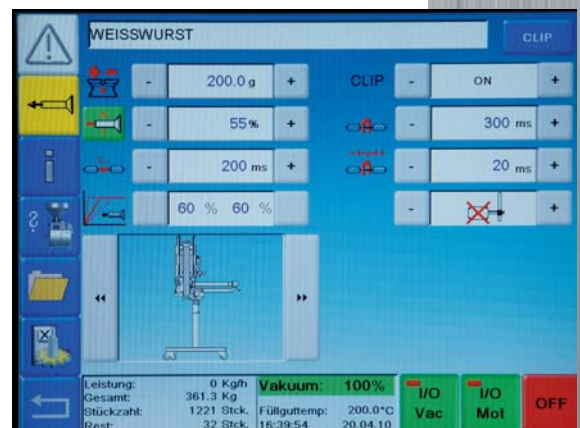 WEISSWURST CLIP
- 200.0 g + CLIP - ON +
- 55 % + - 300 ms +
- 200 ms + - 20 ms +
60 % 60 % - +
Leistung: 0 Kg/h Vakuum: 100% I/O Vac I/O Mot OFF
Gesamt: 361.3 Kg
Stückzahl: 1221 Stck. Füllguttemp: 200.0°C
Rest: 32 Stck. 16:39:54 20.04.10